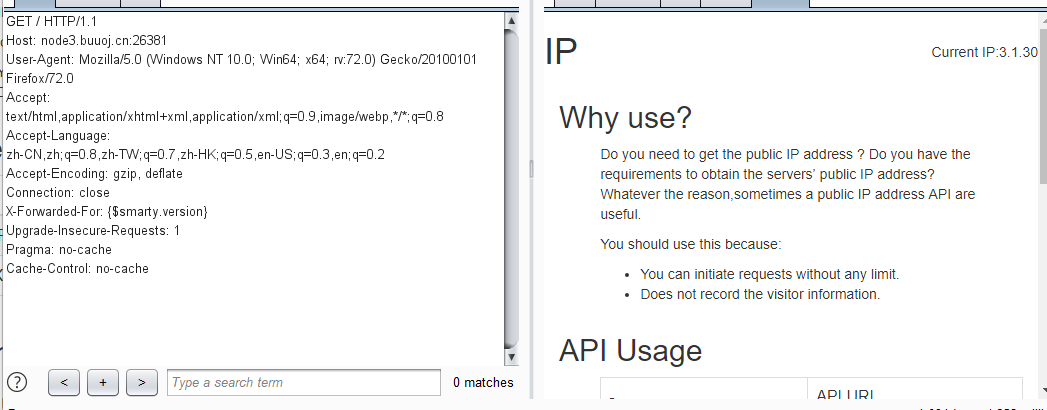 GET / HTTP/1.1
Host: node3.buuoj.cn:26381
User-Agent: Mozilla/5.0 (Windows NT 10.0; Win64; x64; rv:72.0) Gecko/20100101
Firefox/72.0
Accept:
text/html,application/xhtml+xml,application/xml;q=0.9,image/webp,*/*;q=0.8
Accept-Language:
zh-CN,zh;q=0.8,zh-TW;q=0.7,zh-HK;q=0.5,en-US;q=0.3,en;q=0.2
Accept-Encoding: gzip, deflate
Connection: close
X-Forwarded-For: {$smarty.version}
Upgrade-Insecure-Requests: 1
Pragma: no-cache
Cache-Control: no-cache
?
<
+
>
Type a search term
0 matches
IP
Current IP:3.1.30
Why use?
Do you need to get the public IP address ? Do you have the
requirements to obtain the servers’ public IP address?
Whatever the reason,sometimes a public IP address API are
useful.
You should use this because:
• You can initiate requests without any limit.
• Does not record the visitor information.
API Usage
API URL